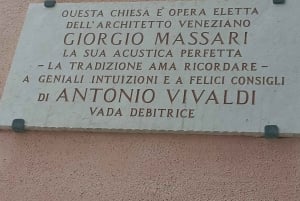 QUESTA CHIESA E' OPERA ELETTA
DELL'ARCHITETTO VENEZIANO
GIORGIO MASSARI
LA SUA ACUSTICA PERFETTA
- LA TRADIZIONE AMA RICORDARE -
A GENIALI INTUIZIONI E A FELICI CONSIGLI
DI ANTONIO VIVALDI
VADA DEBITRICE